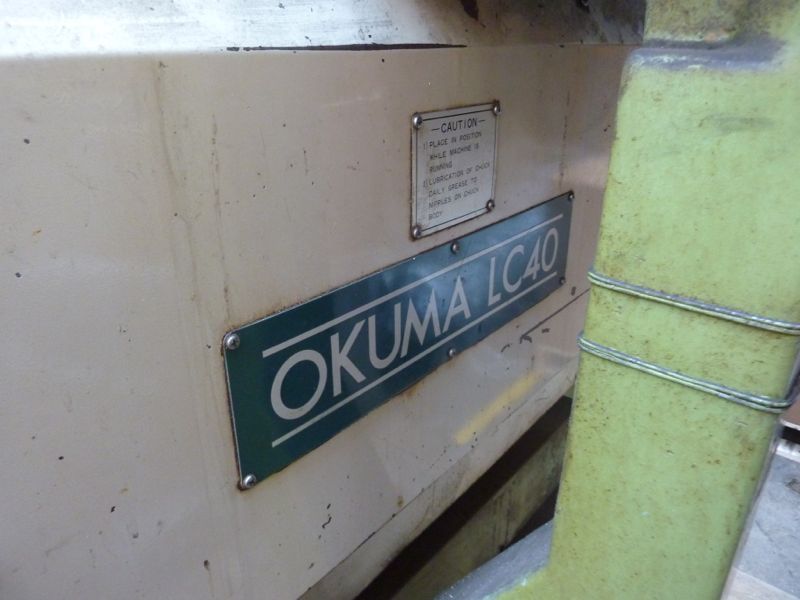 —CAUTION—
1) PLACE IN POSITION
WHILE MACHINE IS
RUNNING
2) LUBRICATION OF CHUCK
DAILY GREASE TO
NIPPLES ON CHUCK
BODY
OKUMA LC40